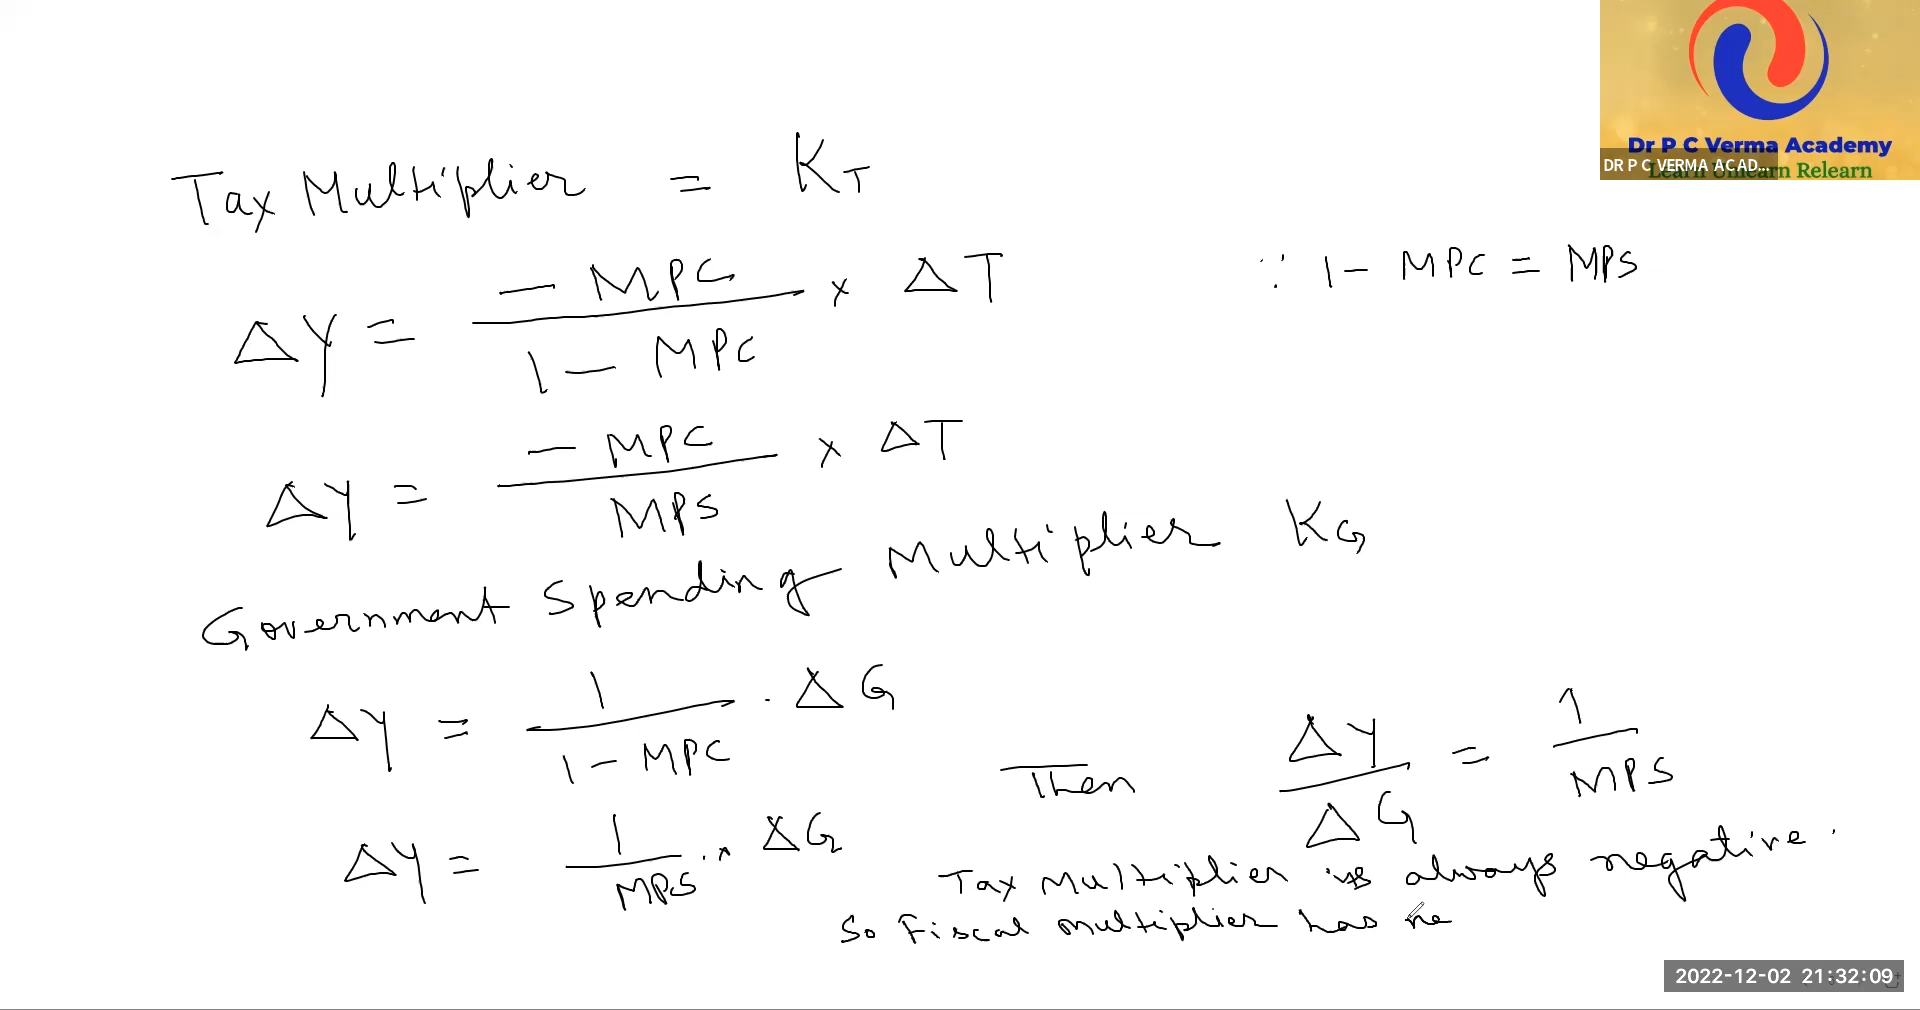 Dr P C Verma Academy
DR P C VERMA ACAD...
Learn Unlearn Relearn
Tax Multiplier = K_T
ΔY = -MPC / 1 - MPC × ΔT
∵ 1 - MPC = MPS
ΔY = -MPC / MPS × ΔT
Government Spending Multiplier K_G
ΔY = 1 / 1 - MPC . ΔG
Then ΔY / ΔG = 1 / MPS
ΔY = 1 / MPS × ΔG
Tax Multiplier is always negative.
So Fiscal multiplier has ne
2022-12-02 21:32:09